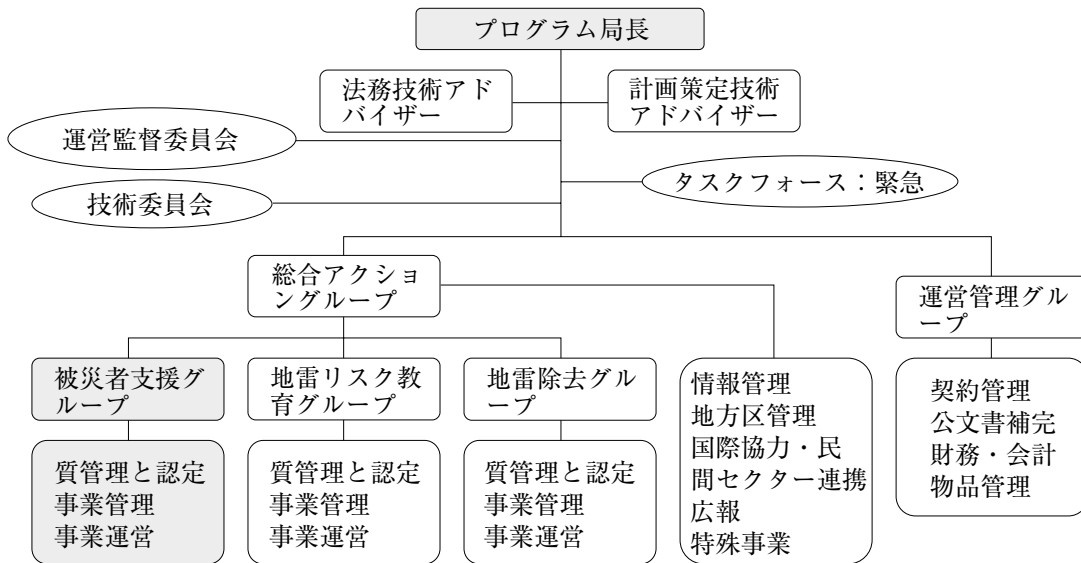 プログラム局長
法務技術アド
バイザー
計画策定技術
アドバイザー
運営監督委員会
タスクフォース：緊急
技術委員会
総合アクショ
ングループ
運営管理グル
ープ
被災者支援グ
ループ
地雷リスク教
育グループ
地雷除去グル
ープ
質管理と認定
事業管理
事業運営
質管理と認定
事業管理
事業運営
質管理と認定
事業管理
事業運営
情報管理
地方区管理
国際協力・民
間セクター連携
広報
特殊事業
契約管理
公文書補完
財務・会計
物品管理